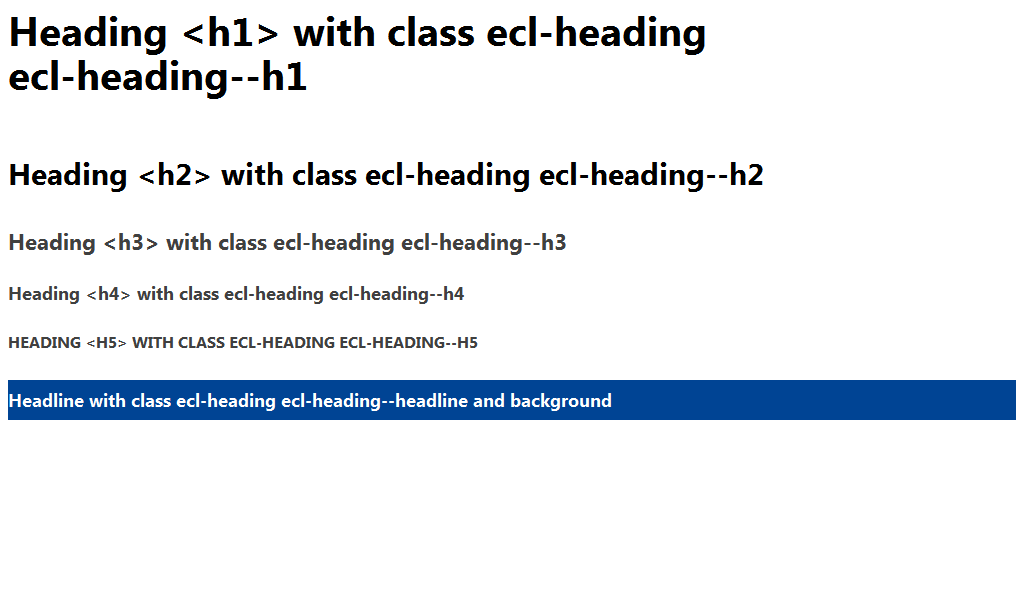 Heading <h1> with class ecl-heading
ecl-heading--h1
Heading <h2> with class ecl-heading ecl-heading--h2
Heading <h3> with class ecl-heading ecl-heading--h3
Heading <h4> with class ecl-heading ecl-heading--h4
HEADING <H5> WITH CLASS ECL-HEADING ECL-HEADING--H5
Headline with class ecl-heading ecl-heading--headline and background